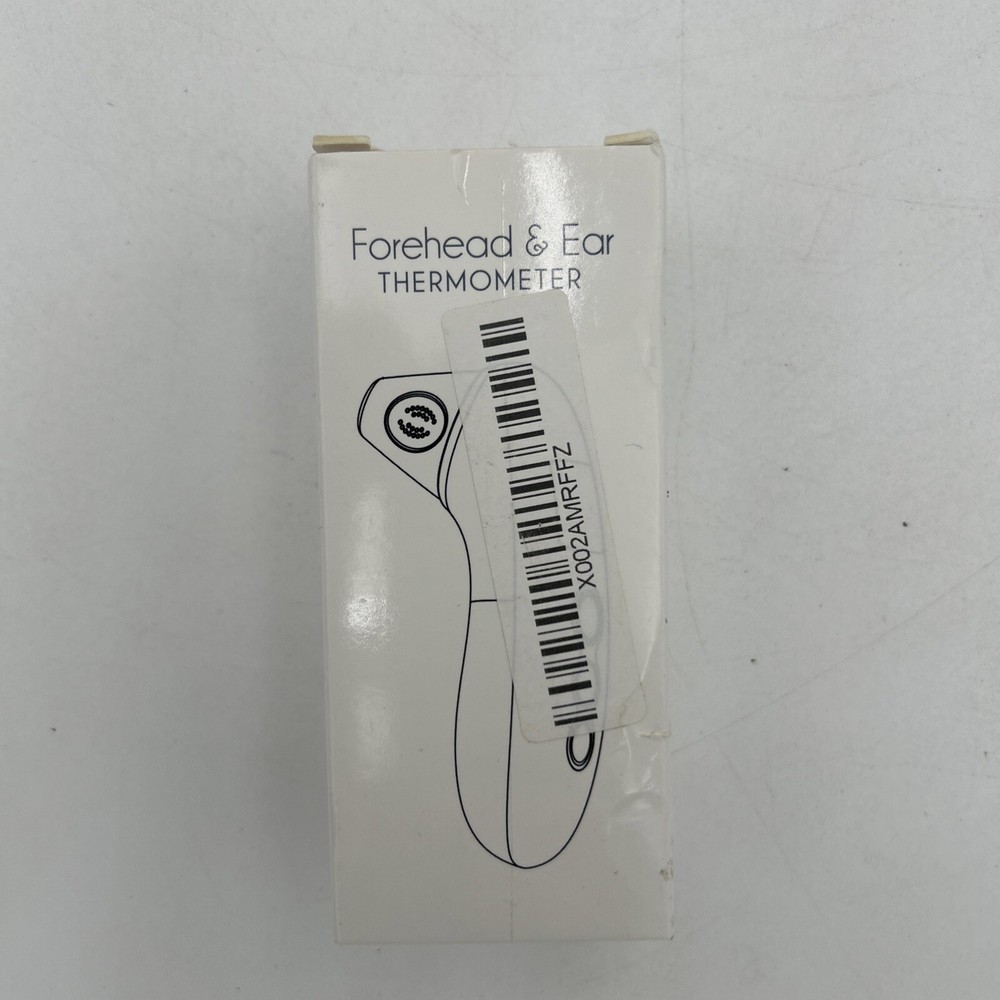 Forehead & Ear
THERMOMETER
X002AMRFFZ